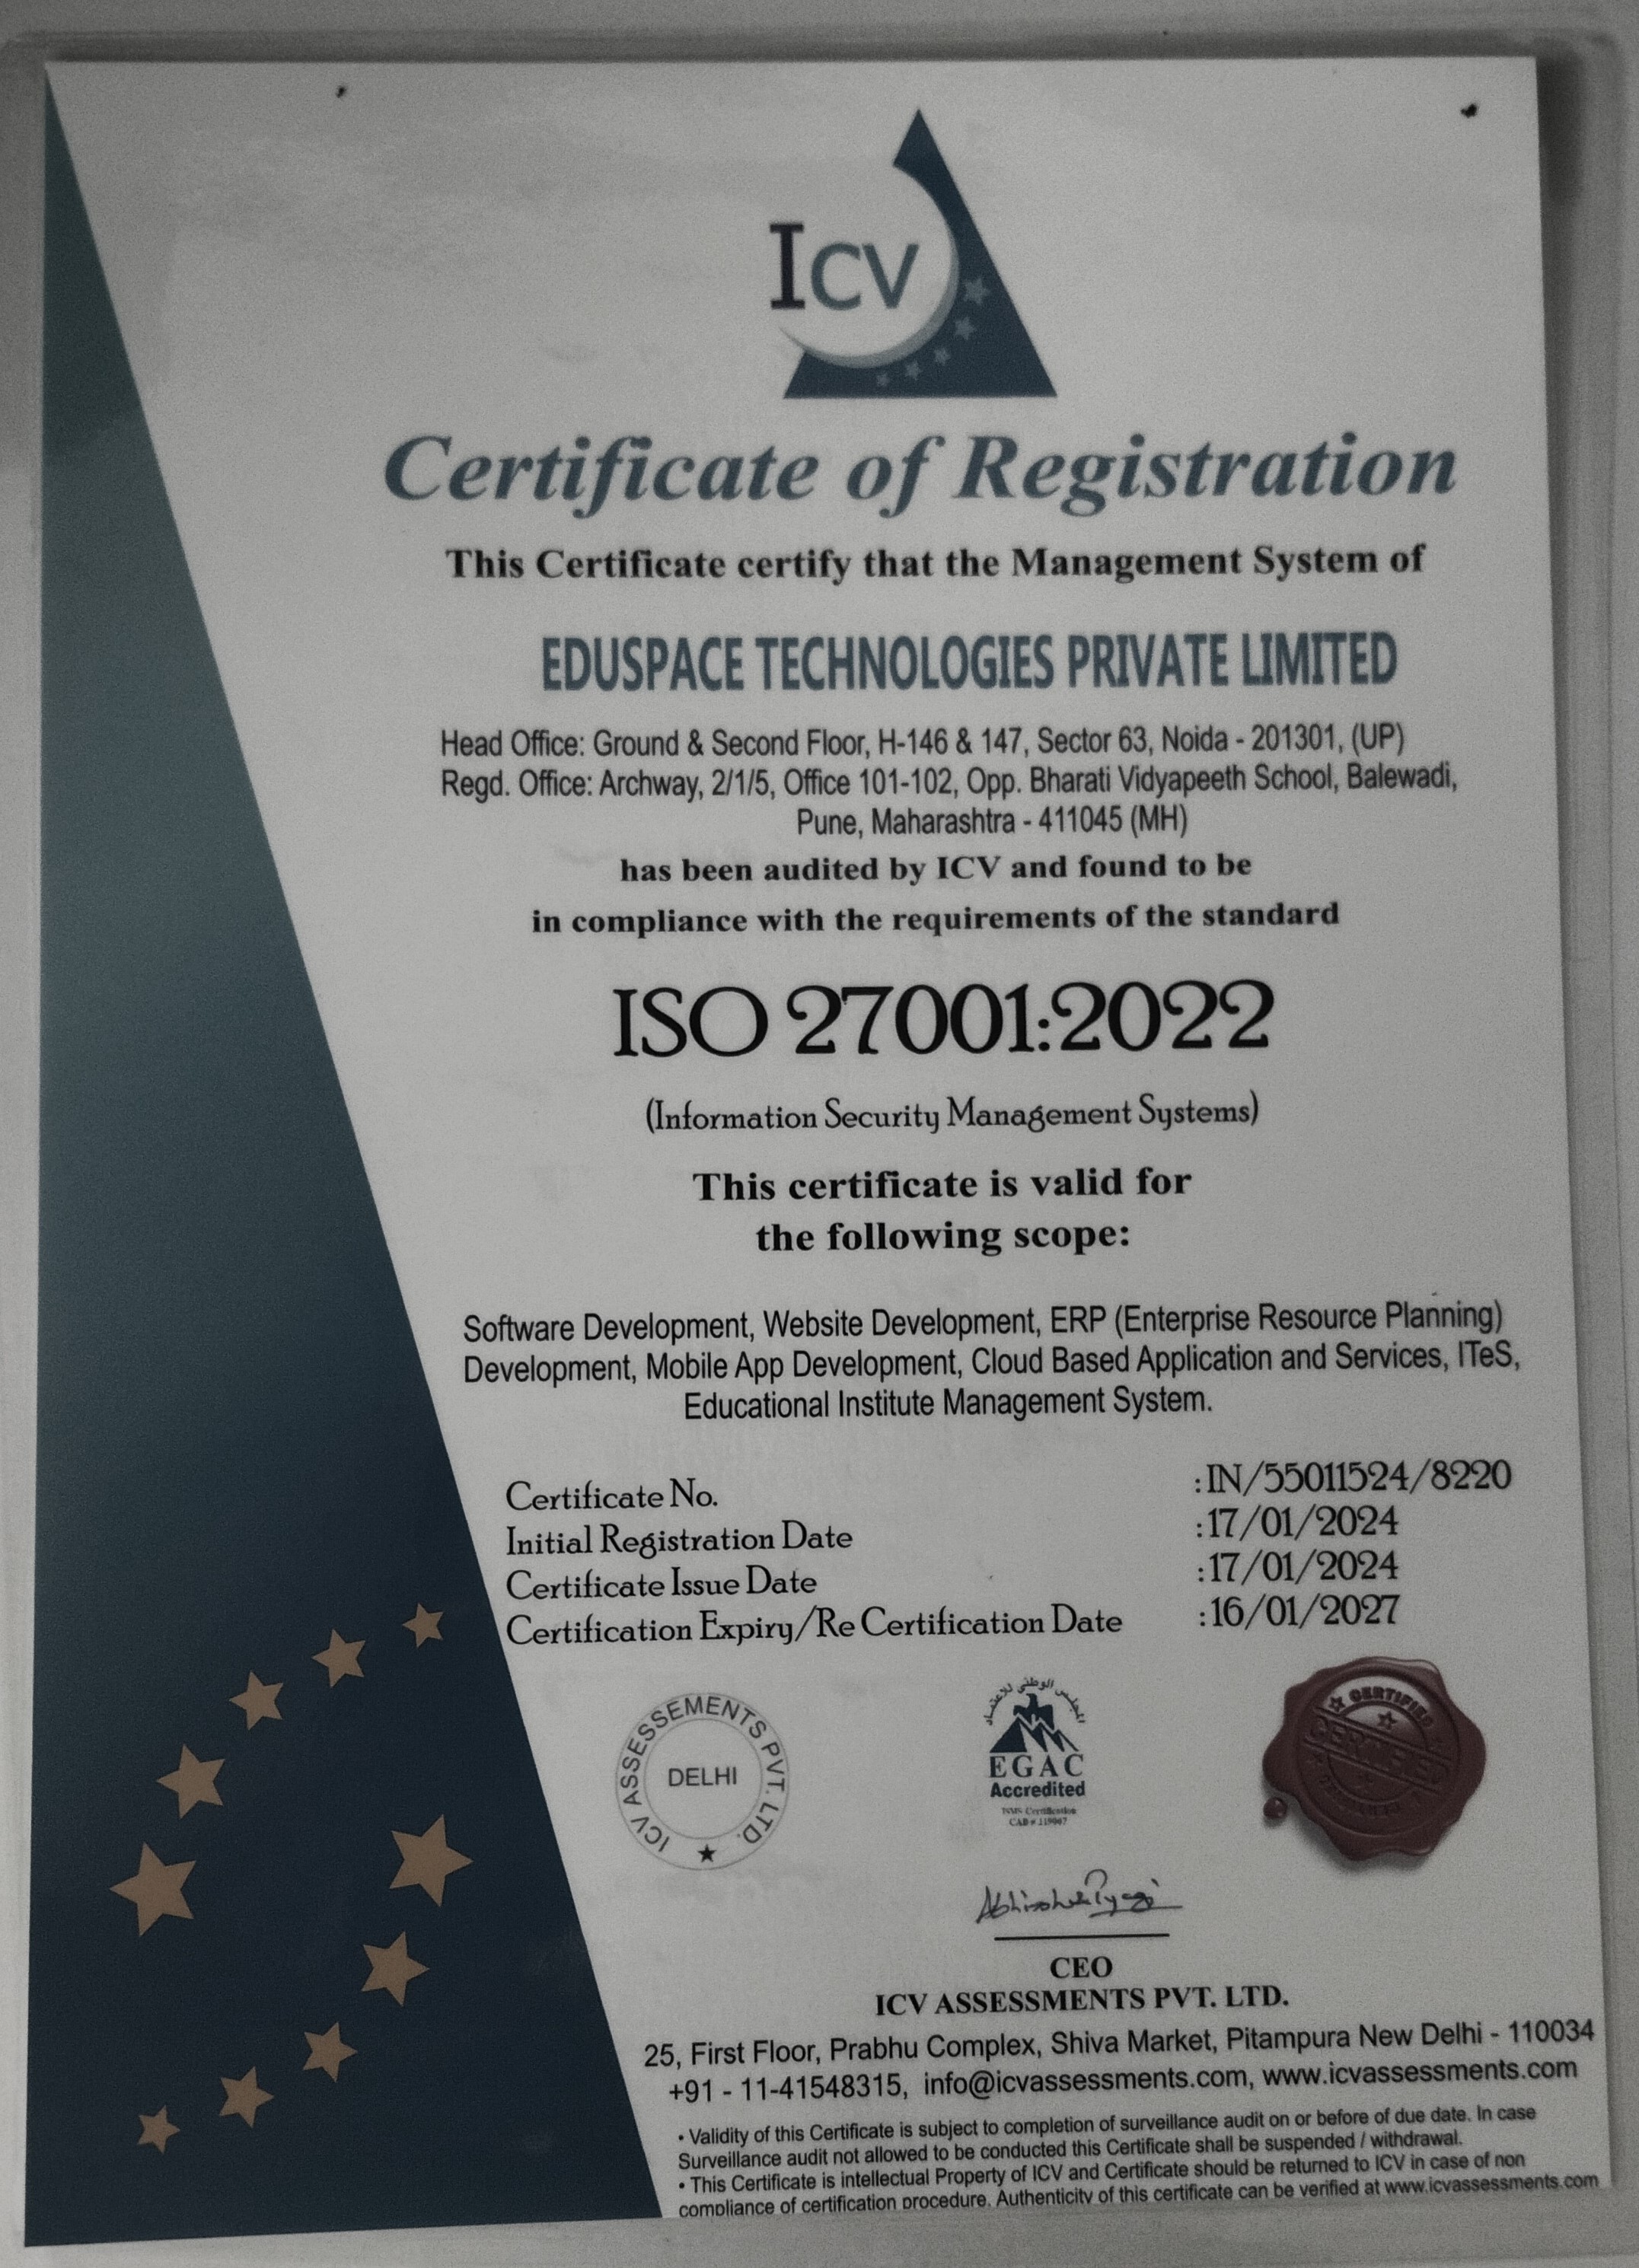 ICV
Certificate of Registration
This Certificate certify that the Management System of
EDUSPACE TECHNOLOGIES PRIVATE LIMITED
Head Office: Ground & Second Floor, H-146 & 147, Sector 63, Noida - 201301, (UP)
Regd. Office: Archway, 2/1/5, Office 101-102, Opp. Bharati Vidyapeeth School, Balewadi,
Pune, Maharashtra - 411045 (MH)
has been audited by ICV and found to be
in compliance with the requirements of the standard
ISO 27001:2022
(Information Security Management Systems)
This certificate is valid for
the following scope:
Software Development, Website Development, ERP (Enterprise Resource Planning)
Development, Mobile App Development, Cloud Based Application and Services, ITeS,
Educational Institute Management System.
Certificate No. :IN/55011524/8220
Initial Registration Date :17/01/2024
Certificate Issue Date :17/01/2024
Certification Expiry/Re Certification Date :16/01/2027
ICV ASSESSEMENTS PVT. LTD.
DELHI
المجلس الوطني للاعتماد
EGAC
Accredited
ISMS Certification
CAB #
CERTIFIED
CERTIFIED
CEO
ICV ASSESSMENTS PVT. LTD.
25, First Floor, Prabhu Complex, Shiva Market, Pitampura New Delhi - 110034
+91 - 11-41548315, info@icvassessments.com, www.icvassessments.com
• Validity of this Certificate is subject to completion of surveillance audit on or before of due date. In case
Surveillance audit not allowed to be conducted this Certificate shall be suspended / withdrawal.
• This Certificate is intellectual Property of ICV and Certificate should be returned to ICV in case of non
compliance of certification procedure. Authenticity of this certificate can be verified at www.icvassessments.com